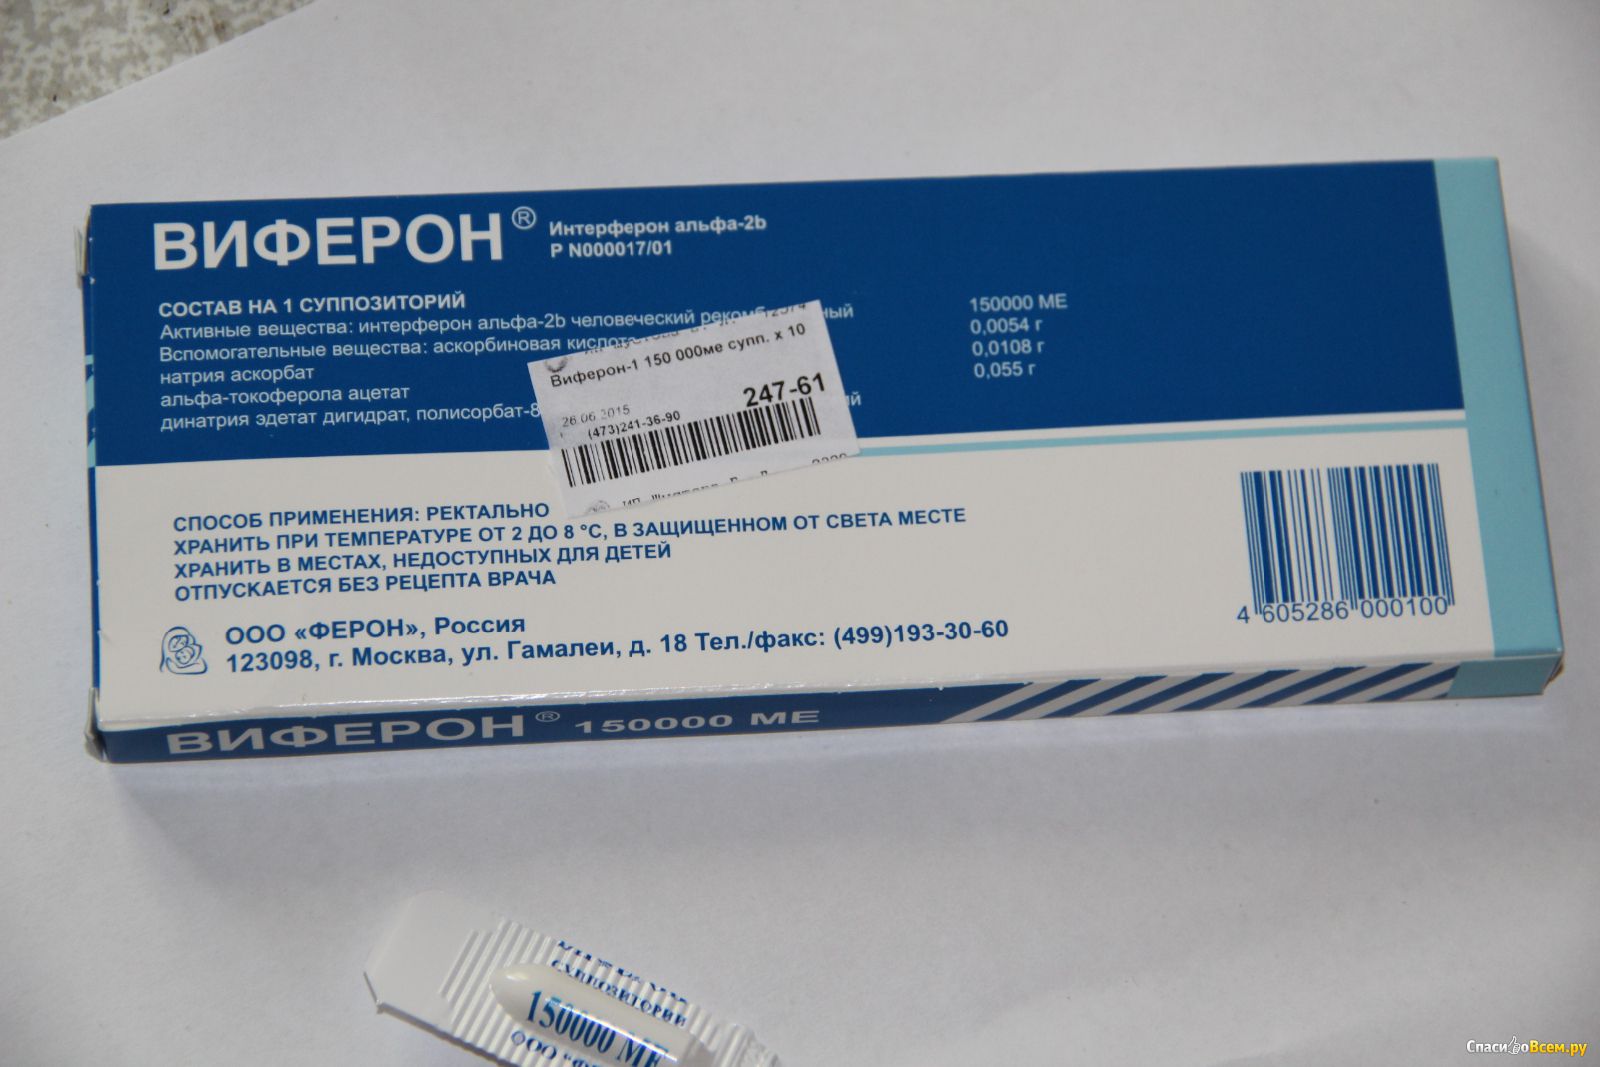 ВИФЕРОН® Интерферон альфа-2b
Р N000017/01
СОСТАВ НА 1 СУППОЗИТОРИЙ
Активные вещества: интерферон альфа-2b человеческий 150000 МЕ
Вспомогательные вещества: аскорбиновая 0,0054 г
натрия аскорбат 0,0108 г
альфа-токоферола ацетат 0,055 г
динатрия эдетат дигидрат,
Виферон-1 150 000ме супп. х 10
247-61
26.06.2015
(473)241-36-90
СПОСОБ ПРИМЕНЕНИЯ: РЕКТАЛЬНО
ХРАНИТЬ ПРИ ТЕМПЕРАТУРЕ ОТ 2 ДО 8 °С, В ЗАЩИЩЕННОМ ОТ СВЕТА МЕСТЕ
ХРАНИТЬ В МЕСТАХ, НЕДОСТУПНЫХ ДЛЯ ДЕТЕЙ
ОТПУСКАЕТСЯ БЕЗ РЕЦЕПТА ВРАЧА
ООО «ФЕРОН», Россия
123098, г. Москва, ул. Гамалеи, д. 18 Тел./факс: (499)193-30-60
4 605286 000100
ВИФЕРОН® 150000 МЕ
СУППОЗИТОРИИ
150000 МЕ
ООО
СпасибоВсем.ру